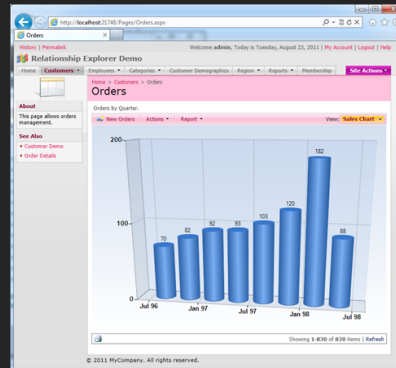 http://localhost:21748/Pages/Orders.aspx
Orders
History | Permalink
Welcome admin, Today is Tuesday, August 23, 2011 | My Account | Logout | Help
Relationship Explorer Demo
Home Customers Employees Categories Customer Demographics Region Reports Membership Site Actions
Home > Customers > Orders
Orders
About
This page allows orders management.
See Also
Customer Demo
Order Details
Orders by Quarter.
New Orders Actions Report View: Sales Chart
200
100
0
70
82
92
93
103
120
182
88
Jul 96
Jan 97
Jul 97
Jan 98
Jul 98
Showing 1-830 of 830 items | Refresh
© 2011 MyCompany. All rights reserved.